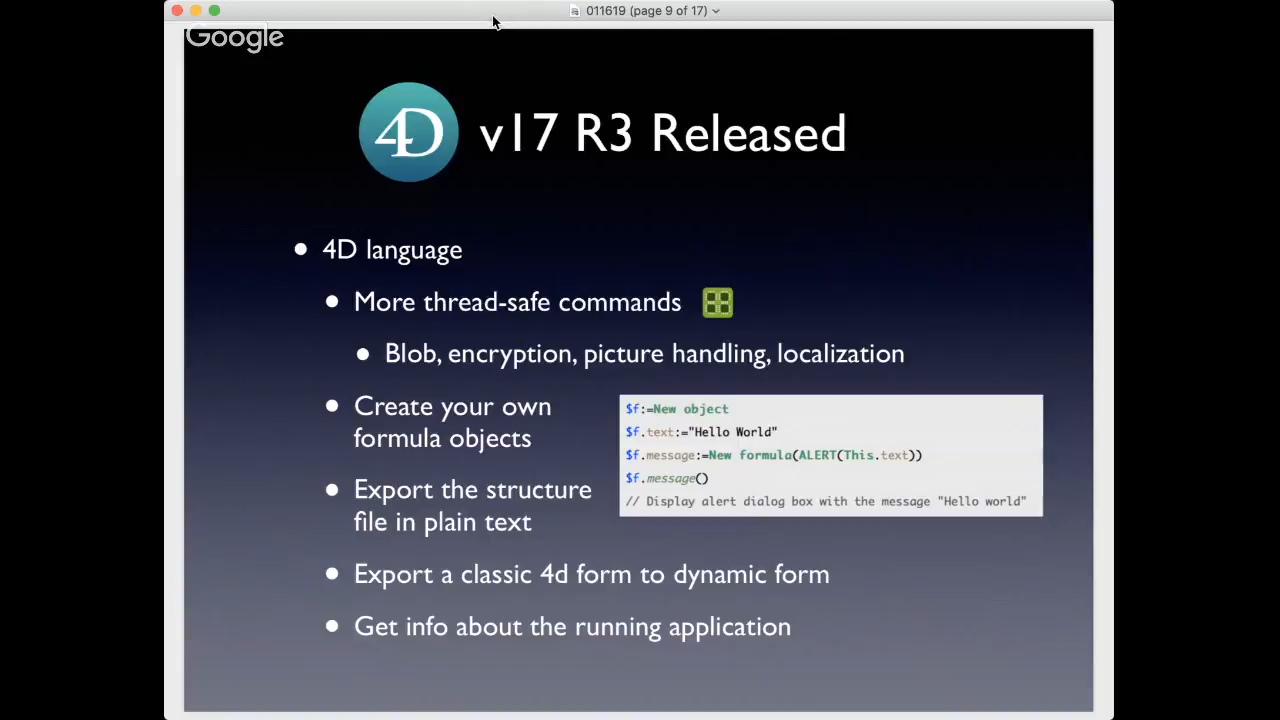 011619 (page 9 of 17)
Google
4D v17 R3 Released
• 4D language
• More thread-safe commands
• Blob, encryption, picture handling, localization
• Create your own
formula objects
$f:=New object
$f.text:="Hello World"
$f.message:=New formula(ALERT(This.text))
$f.message()
// Display alert dialog box with the message "Hello world"
• Export the structure
file in plain text
• Export a classic 4d form to dynamic form
• Get info about the running application